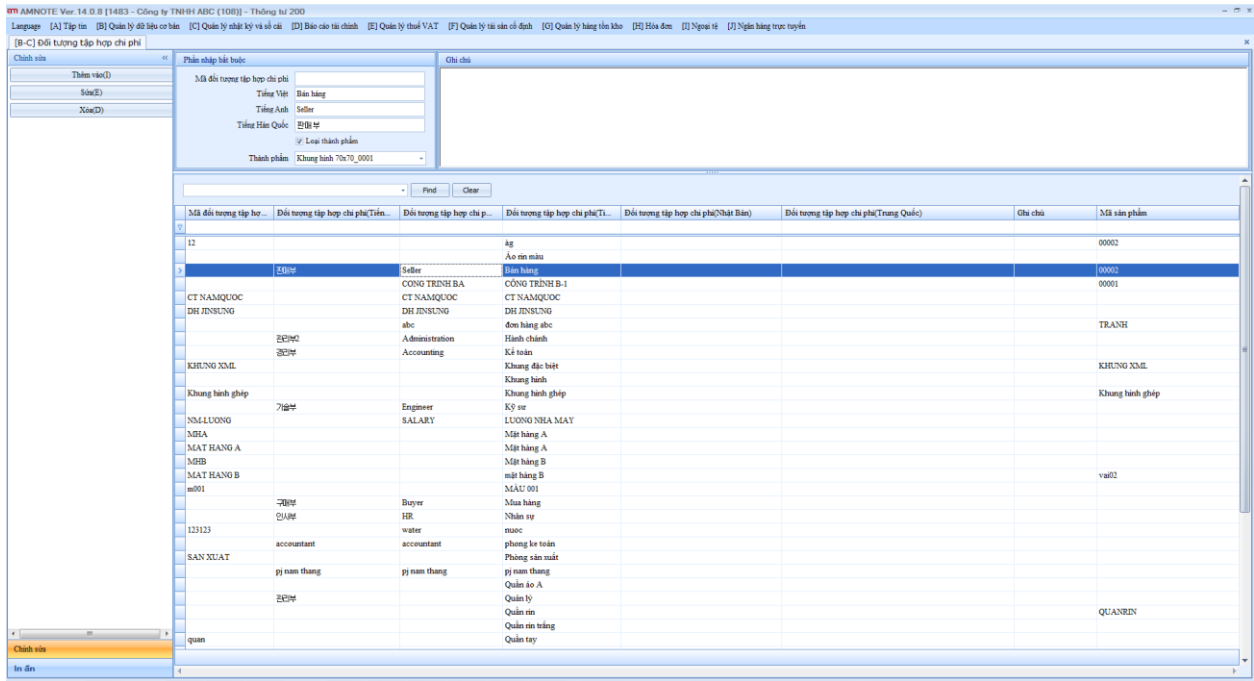 am AMNOTE Ver.14.0.8 [1483 - Công ty TNHH ABC (108)] - Thông tư 200
Language [A] Tập tin [B] Quản lý dữ liệu cơ bản [C] Quản lý nhật ký và sổ cái [D] Báo cáo tài chính [E] Quản lý thuế VAT [F] Quản lý tài sản cố định [G] Quản lý hàng tồn kho [H] Hóa đơn [I] Ngoại tệ [J] Ngân hàng trực tuyến
[B-C] Đối tượng tập hợp chi phí
Chỉnh sửa
Thêm vào(I)
Sửa(E)
Xóa(D)
Phần nhập bắt buộc
Mã đối tượng tập hợp chi phí
Tiếng Việt Bán hàng
Tiếng Anh Seller
Tiếng Hàn Quốc 판매부
Loại thành phẩm
Thành phẩm Khung hình 70x70_0001
Ghi chú
Find Clear
Mã đối tượng tập hợ... Đối tượng tập hợp chi phí(Tiến... Đối tượng tập hợp chi p... Đối tượng tập hợp chi phí(Ti... Đối tượng tập hợp chi phí(Nhật Bản) Đối tượng tập hợp chi phí(Trung Quốc) Ghi chú Mã sản phẩm
12 àg 00002
Áo rin màu
판매부 Seller Bán hàng 00002
CONG TRINH BA CÔNG TRÌNH B-1 00001
CT NAMQUOC CT NAMQUOC CT NAMQUOC
DH JINSUNG DH JINSUNG DH JINSUNG
abc đơn hàng abc TRANH
관리부2 Administration Hành chánh
경리부 Accounting Kế toán
KHUNG XML Khung đặc biệt KHUNG XML
Khung hình
Khung hình ghép Khung hình ghép Khung hình ghép
기술부 Engineer Kỹ sư
NM-LUONG SALARY LUONG NHA MAY
MHA Mặt hàng A
MAT HANG A Mặt hàng A
MHB Mặt hàng B
MAT HANG B mặt hàng B vai02
m001 MẪU 001
구매부 Buyer Mua hàng
인사부 HR Nhân sự
123123 water nuoc
accountant accountant phong ke toán
SAN XUAT Phòng sản xuất
pj nam thang pj nam thang pj nam thang
Quần áo A
관리부 Quản lý
Quần rin QUANRIN
Quần rin trắng
quan Quần tay
Chỉnh sửa
In ấn